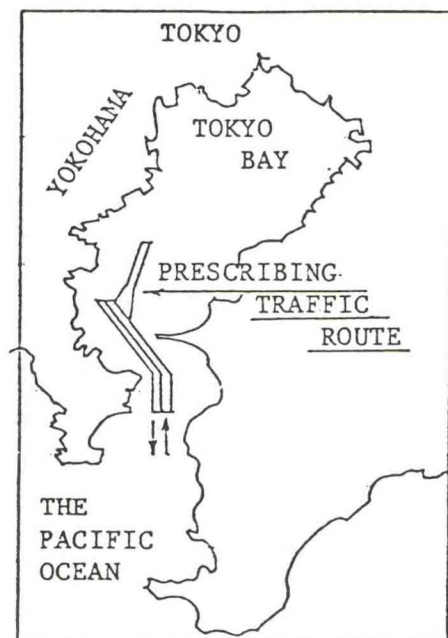 TOKYO
YOKOHAMA
TOKYO
BAY
PRESCRIBING
TRAFFIC
ROUTE
THE
PACIFIC
OCEAN